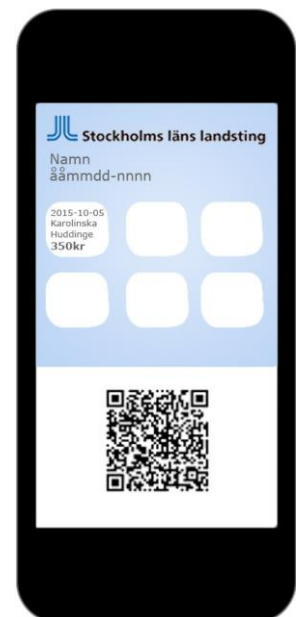 Stockholms läns landsting
Namn
ååmmdd-nnnn
2015-10-05
Karolinska
Huddinge
350kr